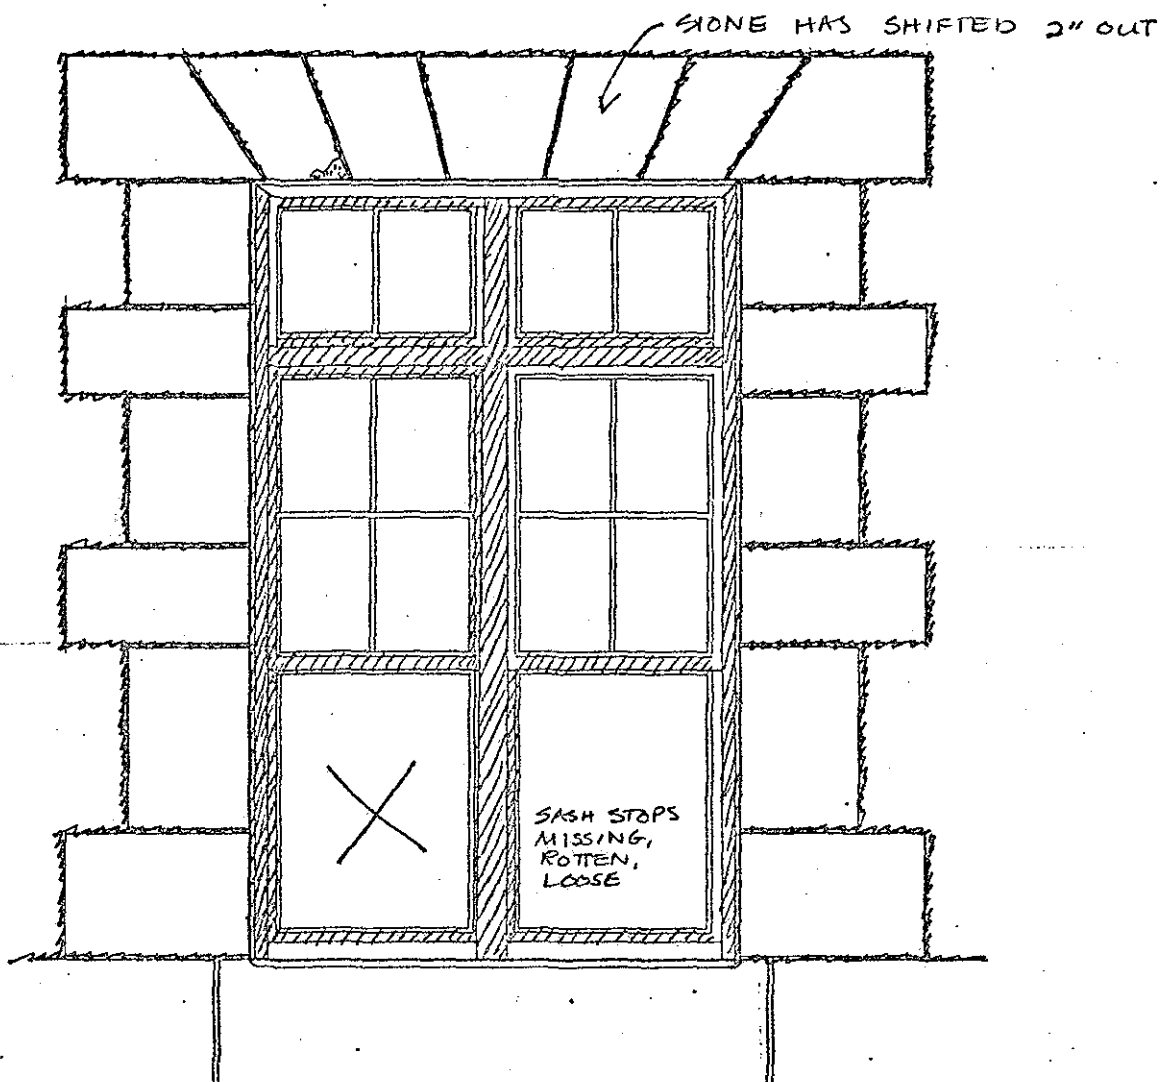 STONE HAS SHIFTED 2" OUT
SASH STOPS
MISSING,
ROTTEN,
LOOSE